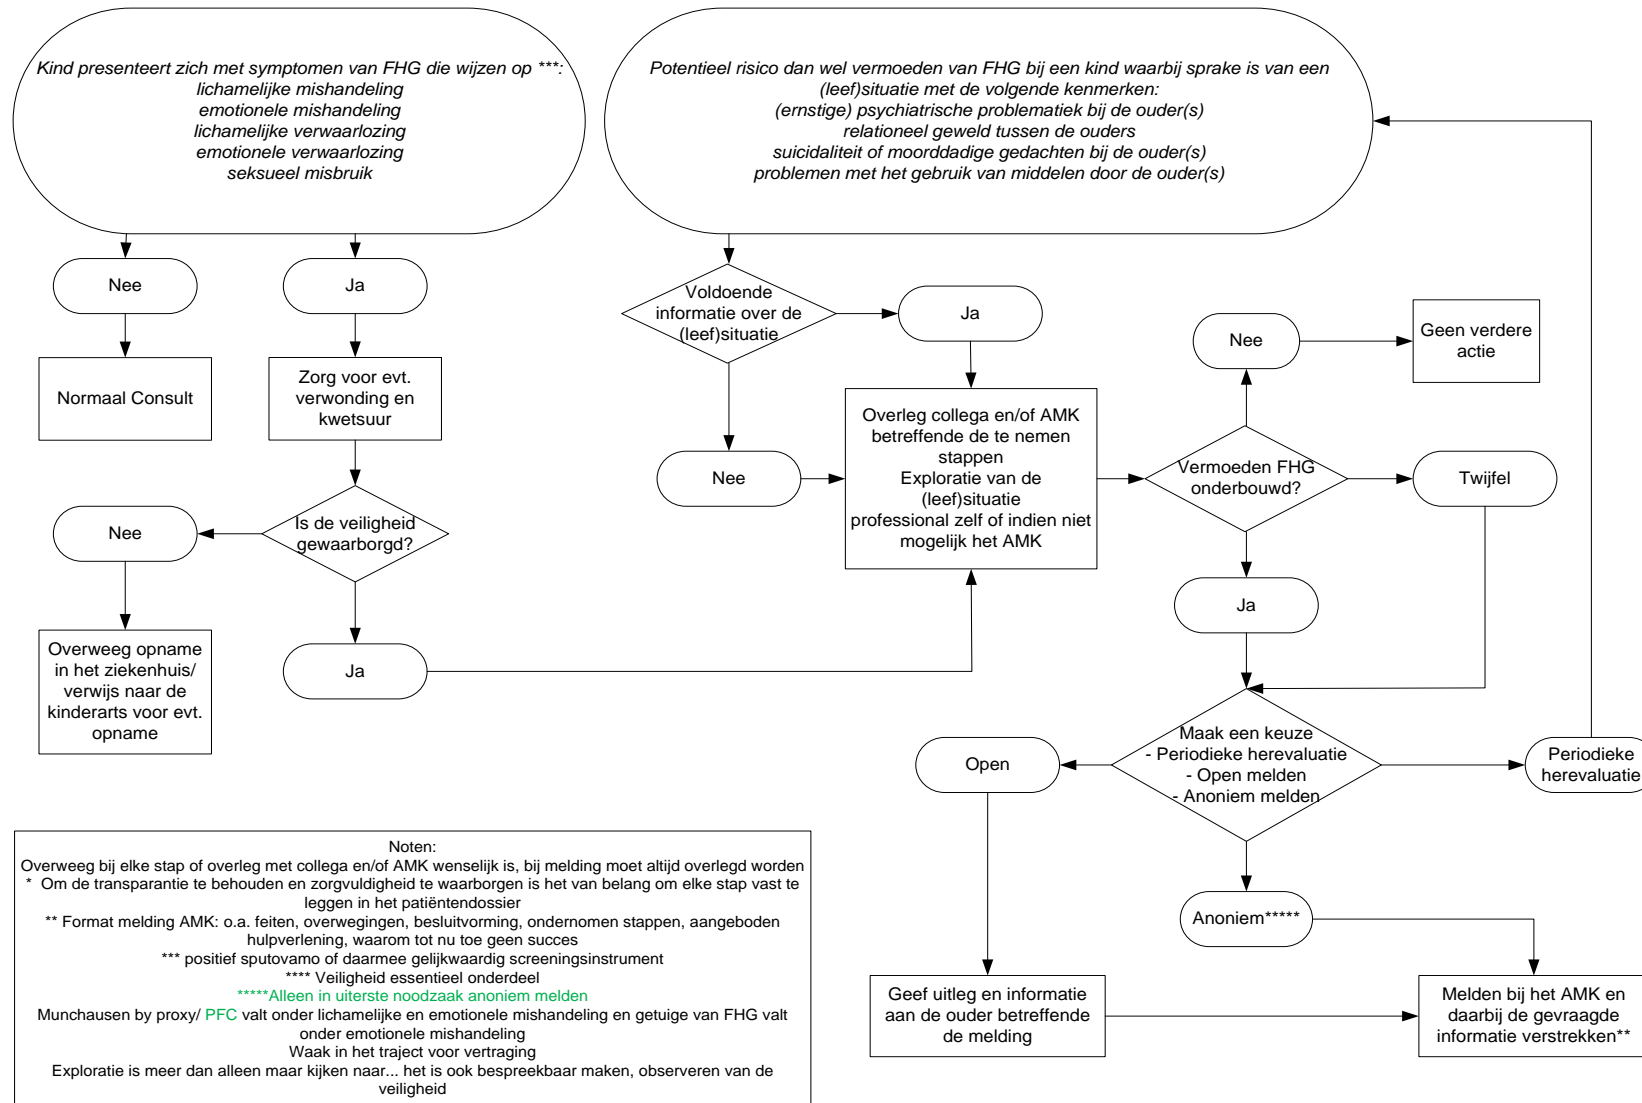 Kind presenteert zich met symptomen van FHG die wijzen op ***:
lichamelijke mishandeling
emotionele mishandeling
lichamelijke verwaarlozing
emotionele verwaarlozing
seksueel misbruik
Potentieel risico dan wel vermoeden van FHG bij een kind waarbij sprake is van een
(leef)situatie met de volgende kenmerken:
(ernstige) psychiatrische problematiek bij de ouder(s)
relationeel geweld tussen de ouders
suicidaliteit of moorddadige gedachten bij de ouder(s)
problemen met het gebruik van middelen door de ouder(s)
Nee
Ja
Normaal Consult
Zorg voor evt.
verwonding en
kwetsuur
Is de veiligheid
gewaarborgd?
Nee
Overweeg opname
in het ziekenhuis/
verwijs naar de
kinderarts voor evt.
opname
Ja
Voldoende
informatie over de
(leef)situatie
Ja
Nee
Overleg collega en/of AMK
betreffende de te nemen
stappen
Exploratie van de
(leef)situatie
professional zelf of indien niet
mogelijk het AMK
Nee
Geen verdere
actie
Vermoeden FHG
onderbouwd?
Twijfel
Ja
Maak een keuze
- Periodieke herevaluatie
- Open melden
- Anoniem melden
Open
Periodieke
herevaluatie
Anoniem*****
Geef uitleg en informatie
aan de ouder betreffende
de melding
Melden bij het AMK en
daarbij de gevraagde
informatie verstrekken**
Noten:
Overweeg bij elke stap of overleg met collega en/of AMK wenselijk is, bij melding moet altijd overlegd worden
* Om de transparantie te behouden en zorgvuldigheid te waarborgen is het van belang om elke stap vast te
leggen in het patiëntendossier
** Format melding AMK: o.a. feiten, overwegingen, besluitvorming, ondernomen stappen, aangeboden
hulpverlening, waarom tot nu toe geen succes
*** positief sputovamo of daarmee gelijkwaardig screeningsinstrument
**** Veiligheid essentieel onderdeel
*****Alleen in uiterste noodzaak anoniem melden
Munchausen by proxy/ PFC valt onder lichamelijke en emotionele mishandeling en getuige van FHG valt
onder emotionele mishandeling
Waak in het traject voor vertraging
Exploratie is meer dan alleen maar kijken naar... het is ook bespreekbaar maken, observeren van de
veiligheid